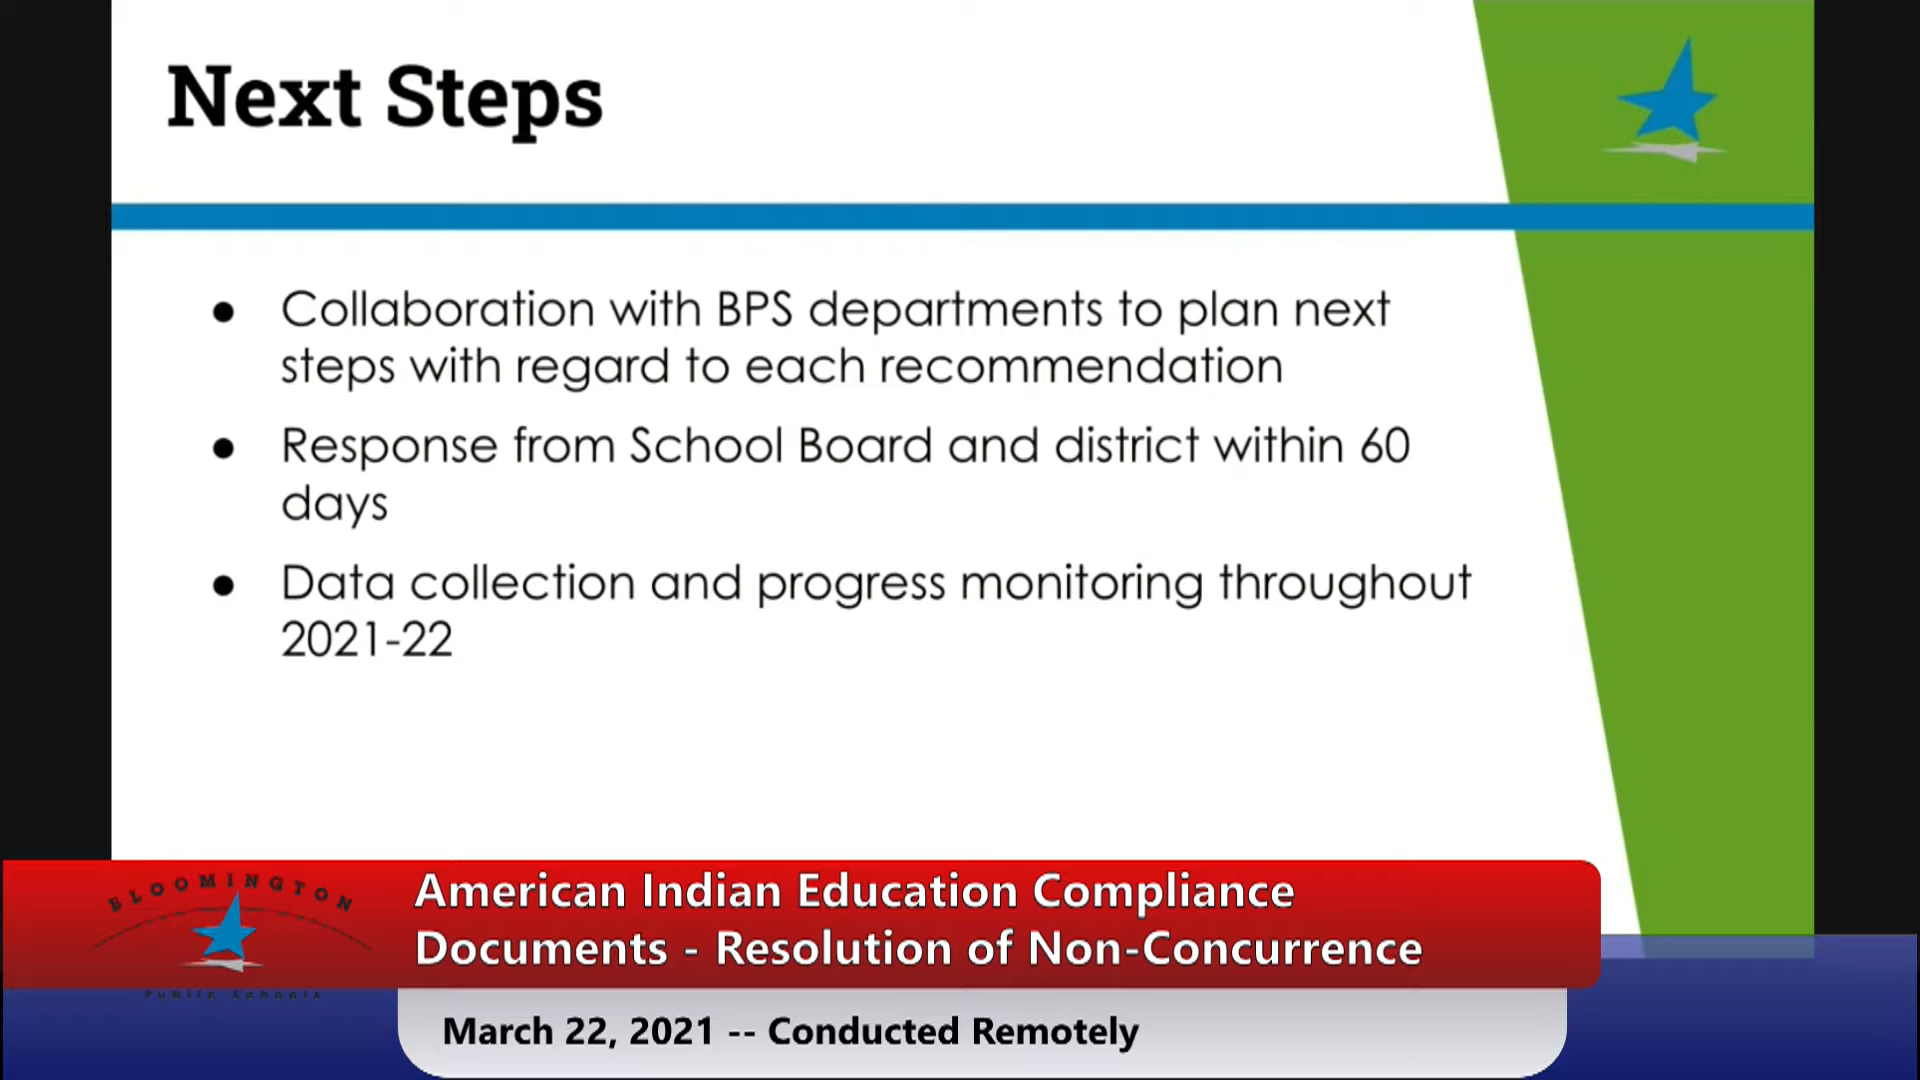 Next Steps
● Collaboration with BPS departments to plan next
steps with regard to each recommendation
● Response from School Board and district within 60
days
● Data collection and progress monitoring throughout
2021-22
BLOOMINGTON
Public Schools
American Indian Education Compliance
Documents - Resolution of Non-Concurrence
March 22, 2021 -- Conducted Remotely